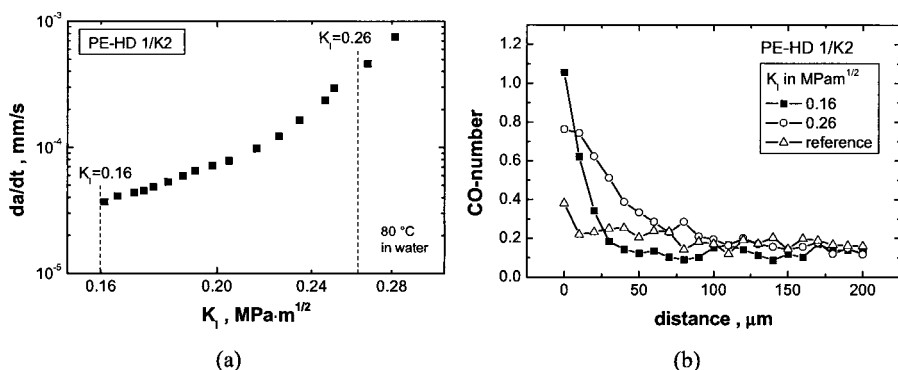 (a)
10⁻³
10⁻⁴
10⁻⁵
da/dt , mm/s
PE-HD 1/K2
K_I=0.26
K_I=0.16
80 °C
in water
0.16
0.20
0.24
0.28
K_I , MPa·m^1/2
(a)
(b)
1.2
1.0
0.8
0.6
0.4
0.2
0.0
CO-number
PE-HD 1/K2
K_I in MPam^1/2
0.16
0.26
reference
0
50
100
150
200
distance , µm
(b)